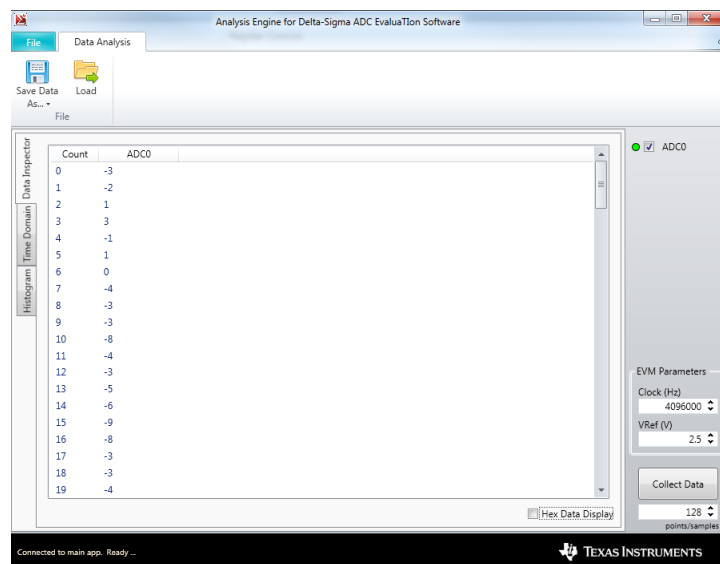 Analysis Engine for Delta-Sigma ADC EvaluaTIon Software
File
Data Analysis
Save Data As...
Load
File
Data Inspector
Time Domain
Histogram
Count ADC0
0 -3
1 -2
2 1
3 3
4 -1
5 1
6 0
7 -4
8 -3
9 -3
10 -8
11 -4
12 -3
13 -5
14 -6
15 -9
16 -8
17 -3
18 -3
19 -4
Hex Data Display
ADC0
EVM Parameters
Clock (Hz)
4096000
VRef (V)
2.5
Collect Data
128
points/samples
Connected to main app. Ready ...
TEXAS INSTRUMENTS